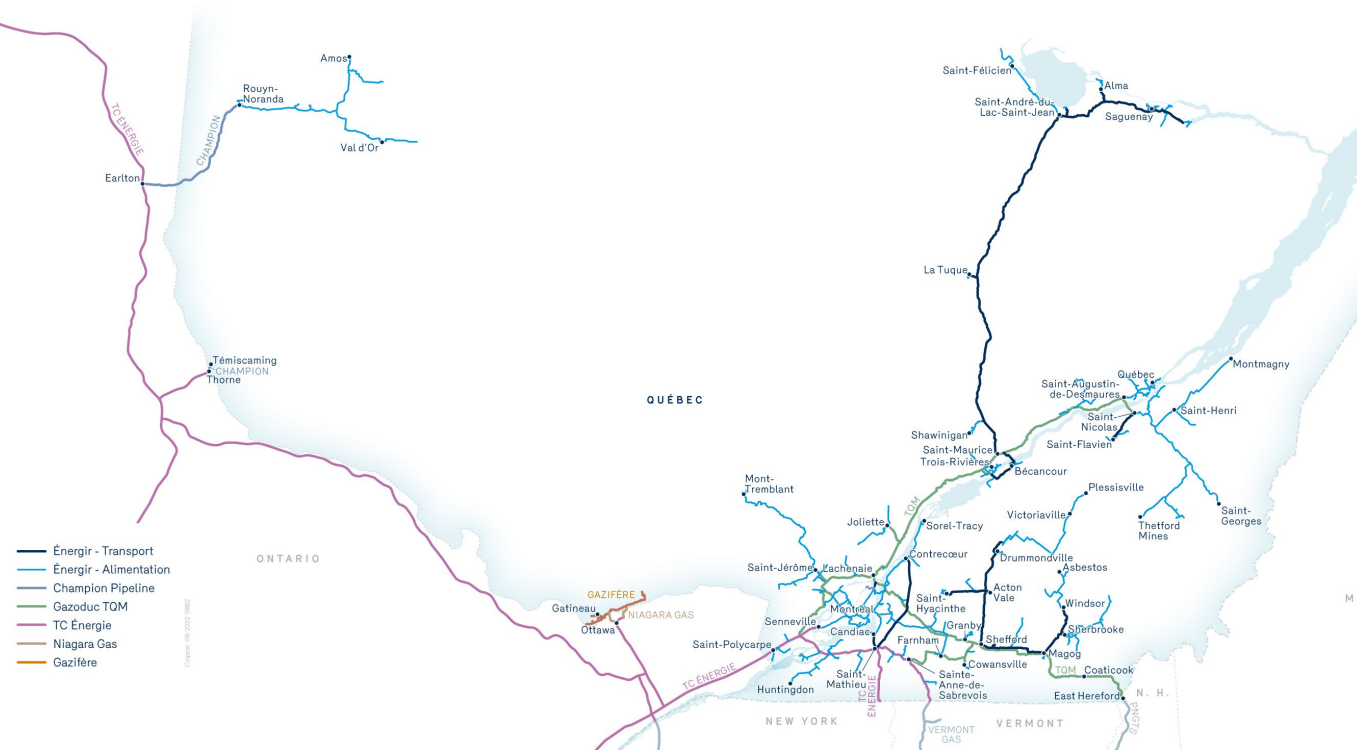 Amos
Rouyn-
Noranda
TC ÉNERGIE
CHAMPION
Val d'Or
Earlton
Saint-Félicien
Alma
Saint-André-du-
Lac-Saint-Jean
Saguenay
La Tuque
Témiscaming
CHAMPION
Thorne
QUÉBEC
Québec
Montmagny
Saint-Augustin-
de-Desmaures
Saint-
Nicolas
Saint-Henri
Saint-Flavien
Shawinigan
Saint-Maurice
Trois-Rivières
Bécancour
Mont-
Tremblant
Plessisville
TQM
Victoriaville
Saint-
Georges
Thetford
Mines
Joliette
Sorel-Tracy
Énergir - Transport
Énergir - Alimentation
Champion Pipeline
Gazoduc TQM
TC Énergie
Niagara Gas
Gazifère
ONTARIO
Contrecœur
Drummondville
Asbestos
Saint-Jérôme
Lachenaie
Acton
Vale
Saint-
Hyacinthe
Windsor
GAZIFÈRE
Gatineau
NIAGARA GAS
Ottawa
Montréal
Senneville
Candiac
Granby
Sherbrooke
Shefford
Farnham
Saint-Polycarpe
Magog
Cowansville
TQM
Coaticook
TC ÉNERGIE
Huntingdon
Saint-
Mathieu
TC
ÉNERGIE
Sainte-
Anne-de-
Sabrevois
East Hereford
N. H.
M
PNGTS
NEW YORK
VERMONT
VERMONT
GAS